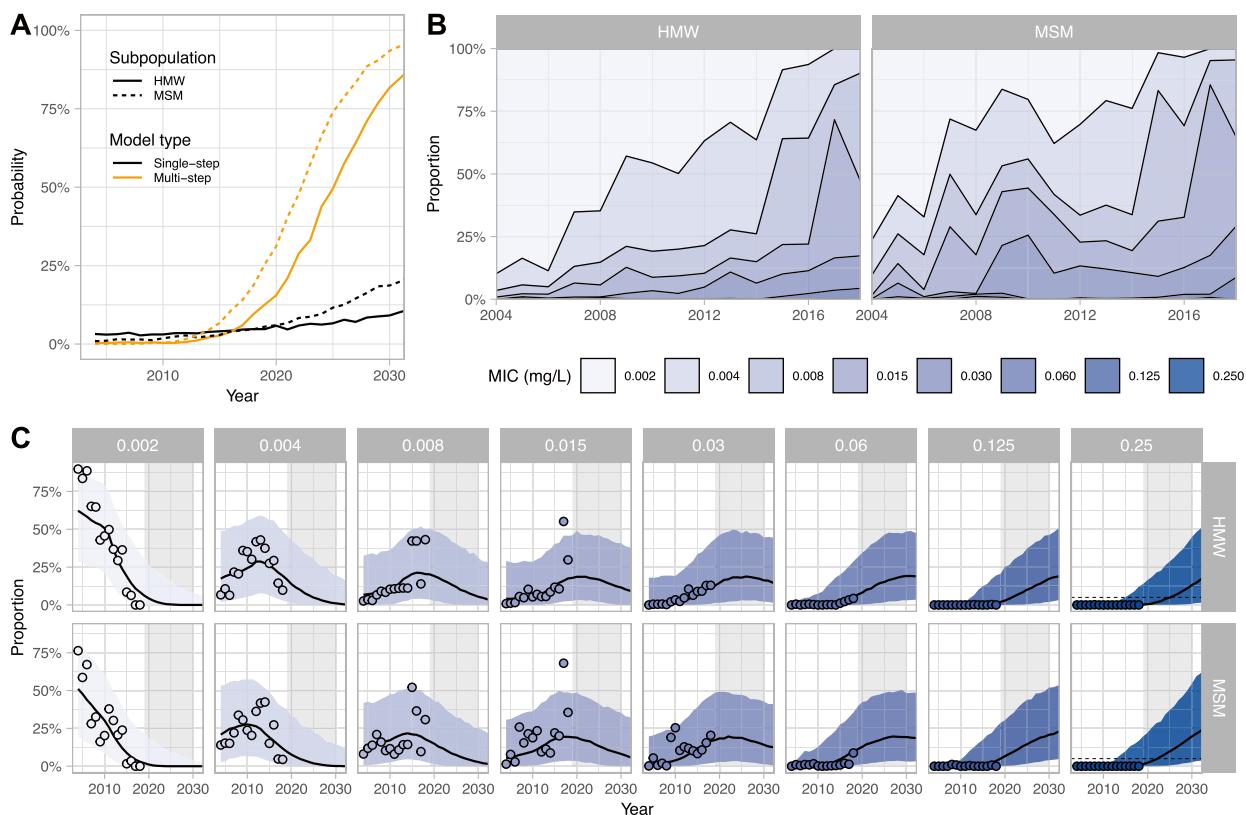 A
100%
75%
50%
25%
0%
Probability
Subpopulation
HMW
MSM
Model type
Single-step
Multi-step
2010 2020 2030
Year
B
HMW MSM
100%
75%
50%
25%
0%
Proportion
2004 2008 2012 2016 2004 2008 2012 2016
MIC (mg/L) 0.002 0.004 0.008 0.015 0.030 0.060 0.125 0.250
C
0.002 0.004 0.008 0.015 0.03 0.06 0.125 0.25
75%
50%
25%
0%
HMW
Proportion
75%
50%
25%
0%
MSM
2010 2020 2030 2010 2020 2030 2010 2020 2030 2010 2020 2030 2010 2020 2030 2010 2020 2030 2010 2020 2030 2010 2020 2030
Year